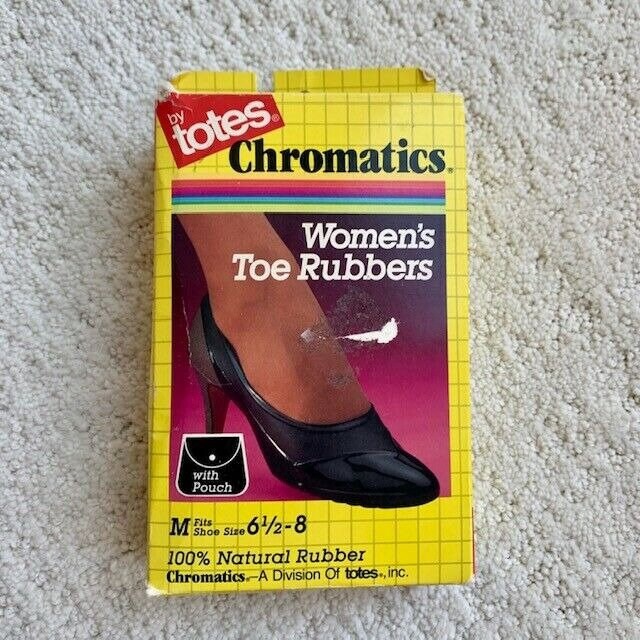 by
totes®
Chromatics®
Women's
Toe Rubbers
with
Pouch
M Fits Shoe Size 6½-8
100% Natural Rubber
Chromatics®-A Division Of totes®, inc.